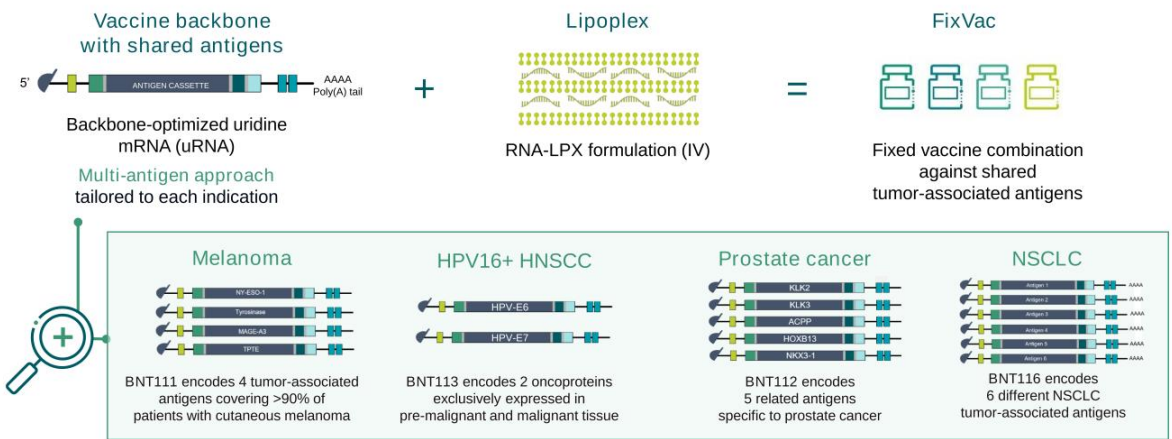 Vaccine backbone
with shared antigens
5'
ANTIGEN CASSETTE
AAAA
Poly(A) tail
Backbone-optimized uridine
mRNA (uRNA)
Multi-antigen approach
tailored to each indication
+
Lipoplex
RNA-LPX formulation (IV)
=
FixVac
Fixed vaccine combination
against shared
tumor-associated antigens
Melanoma
NY-ESO-1
Tyrosinase
MAGE-A3
TPTE
BNT111 encodes 4 tumor-associated
antigens covering >90% of
patients with cutaneous melanoma
HPV16+ HNSCC
HPV-E6
HPV-E7
BNT113 encodes 2 oncoproteins
exclusively expressed in
pre-malignant and malignant tissue
Prostate cancer
KLK2
KLK3
ACPP
HOXB13
NKX3-1
BNT112 encodes
5 related antigens
specific to prostate cancer
NSCLC
Antigen 1 AAAA
Antigen 2 AAAA
Antigen 3 AAAA
Antigen 4 AAAA
Antigen 5 AAAA
Antigen 6 AAAA
BNT116 encodes
6 different NSCLC
tumor-associated antigens